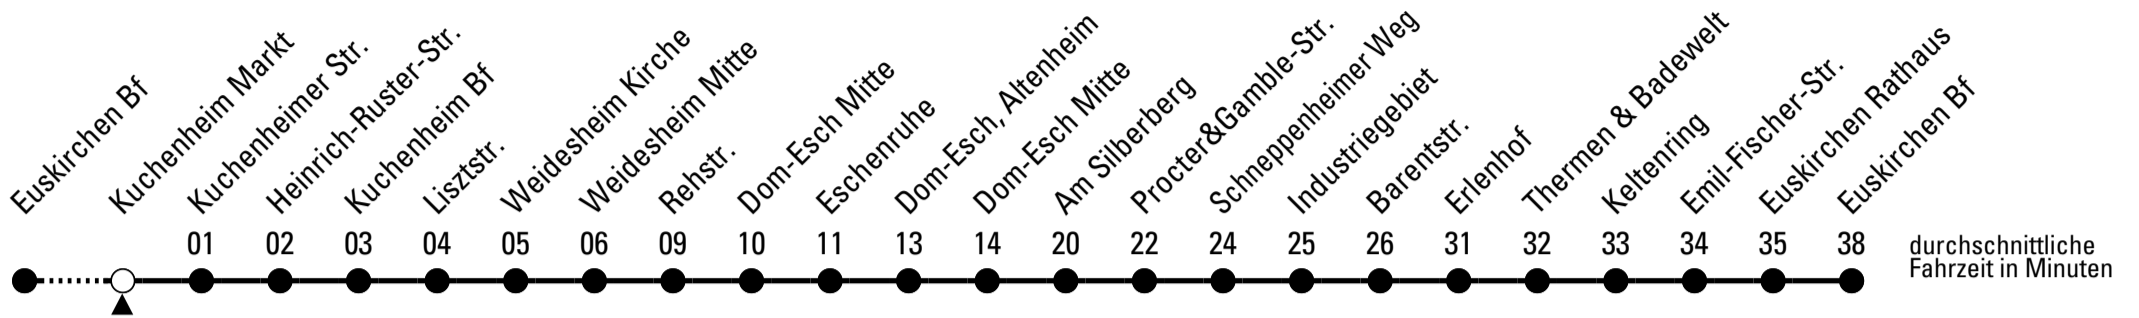 Euskirchen Bf
Kuchenheim Markt
Kuchenheimer Str.
Heinrich-Ruster-Str.
Kuchenheim Bf
Lisztstr.
Weidesheim Kirche
Weidesheim Mitte
Rehstr.
Dom-Esch Mitte
Eschenruhe
Dom-Esch, Altenheim
Dom-Esch Mitte
Am Silberberg
Procter&Gamble-Str.
Schneppenheimer Weg
Industriegebiet
Barentstr.
Erlenhof
Thermen & Badewelt
Keltenring
Emil-Fischer-Str.
Euskirchen Rathaus
Euskirchen Bf
01 02 03 04 05 06 09 10 11 13 14 20 22 24 25 26 31 32 33 34 35 38
durchschnittliche
Fahrzeit in Minuten